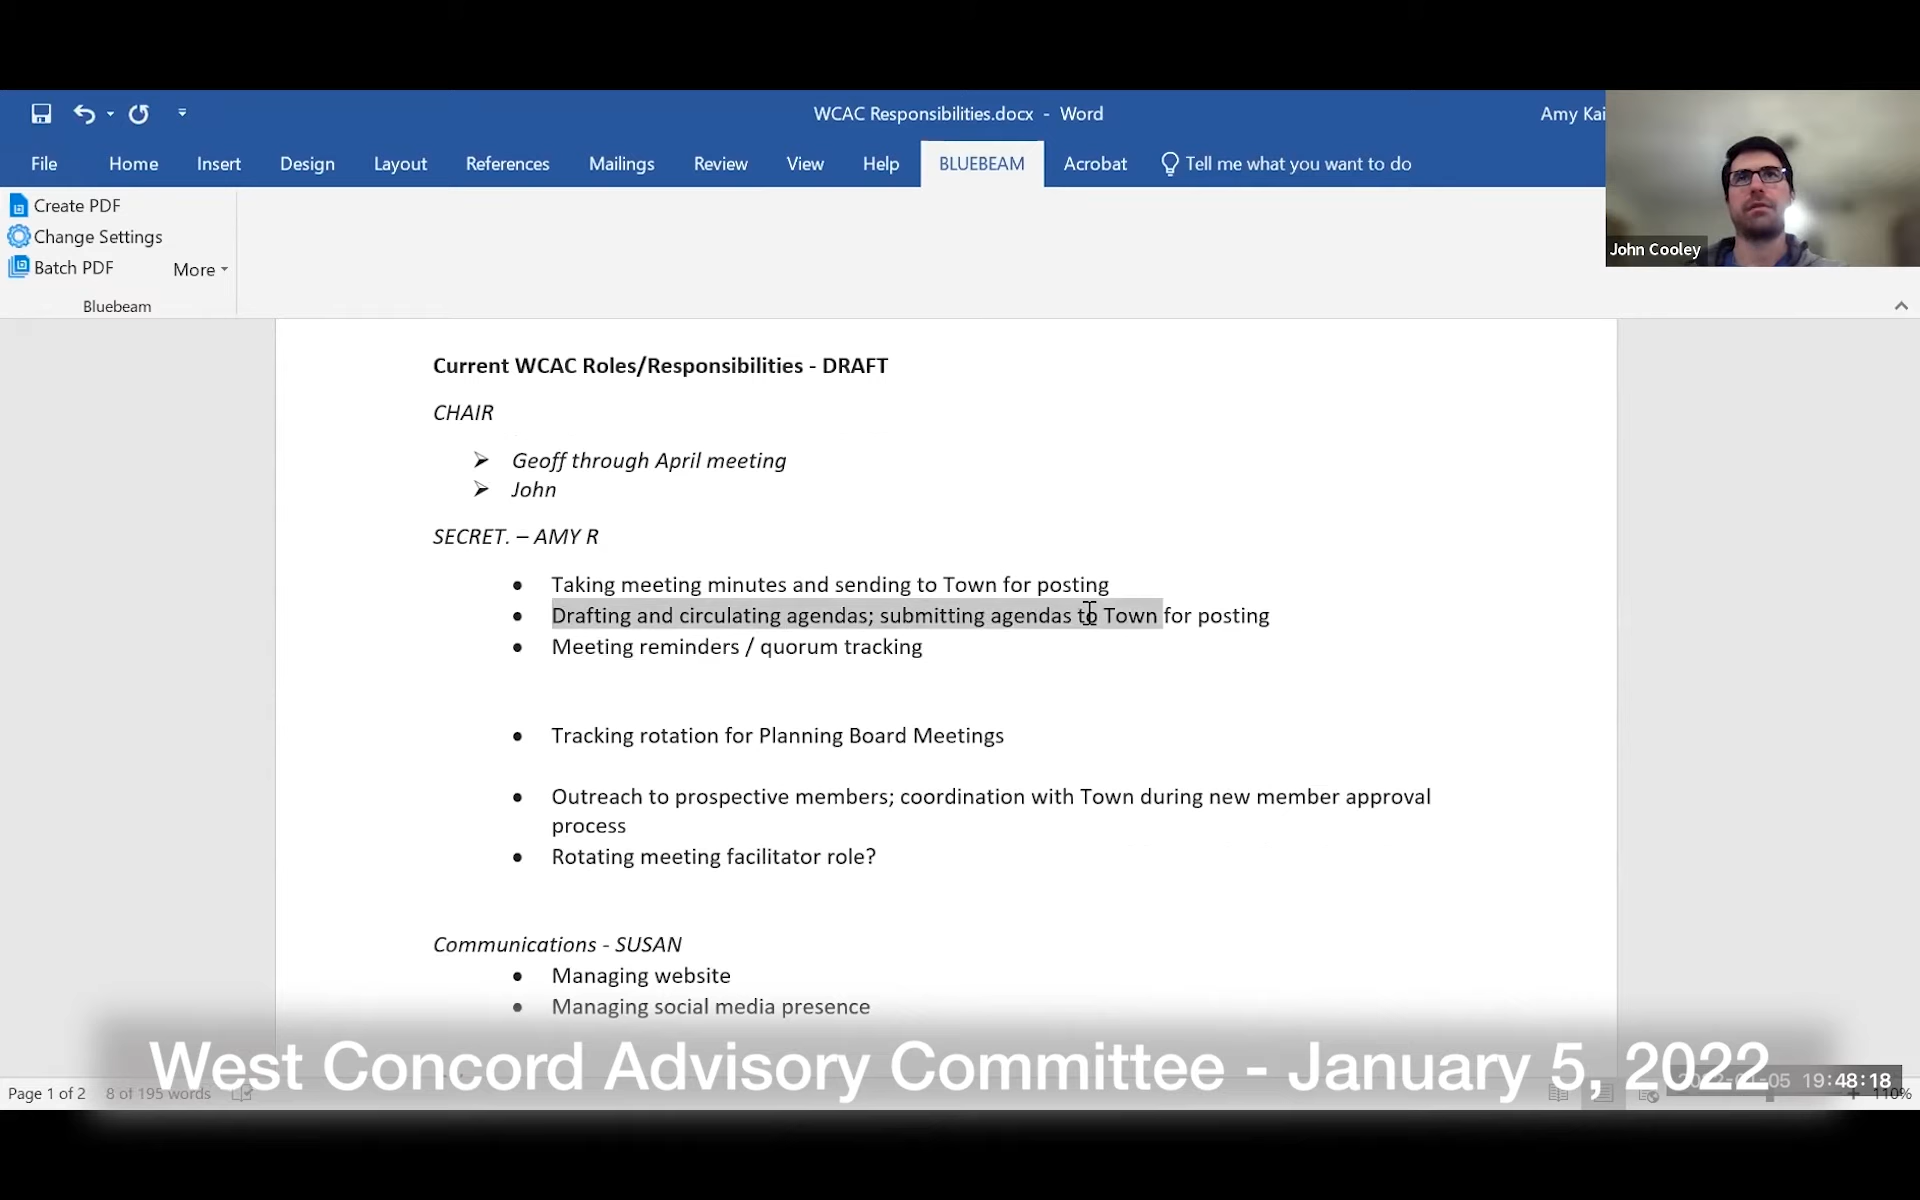 WCAC Responsibilities.docx - Word
Amy Kai
File Home Insert Design Layout References Mailings Review View Help BLUEBEAM Acrobat Tell me what you want to do
Create PDF
Change Settings
Batch PDF
More
Bluebeam
John Cooley
Current WCAC Roles/Responsibilities - DRAFT
CHAIR
Geoff through April meeting
John
SECRET. – AMY R
Taking meeting minutes and sending to Town for posting
Drafting and circulating agendas; submitting agendas to Town for posting
Meeting reminders / quorum tracking
Tracking rotation for Planning Board Meetings
Outreach to prospective members; coordination with Town during new member approval
process
Rotating meeting facilitator role?
Communications - SUSAN
Managing website
Managing social media presence
West Concord Advisory Committee - January 5, 2022
Page 1 of 2 8 of 195 words
19:48:18
110%